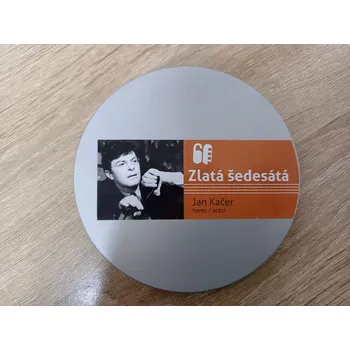 60
Zlatá šedesátá
Jan Kačer
herec / actor